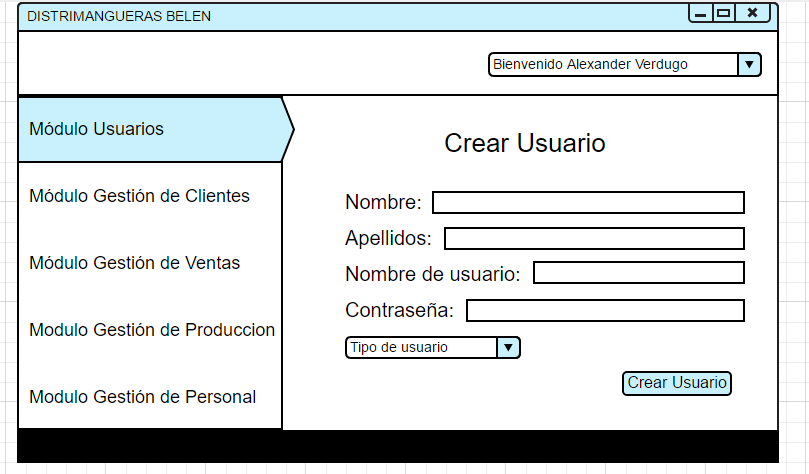 DISTRIMANGUERAS BELEN
Bienvenido Alexander Verdugo
Módulo Usuarios
Módulo Gestión de Clientes
Módulo Gestión de Ventas
Modulo Gestión de Produccion
Modulo Gestión de Personal
Crear Usuario
Nombre:
Apellidos:
Nombre de usuario:
Contraseña:
Tipo de usuario
Crear Usuario